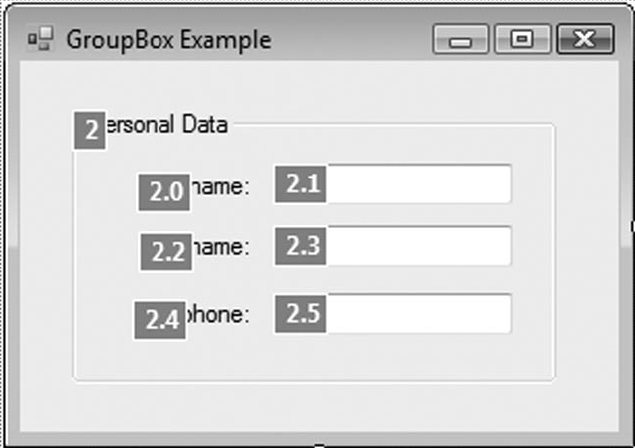 GroupBox Example
2 ersonal Data
2.0 name: 2.1
2.2 name: 2.3
2.4 phone: 2.5